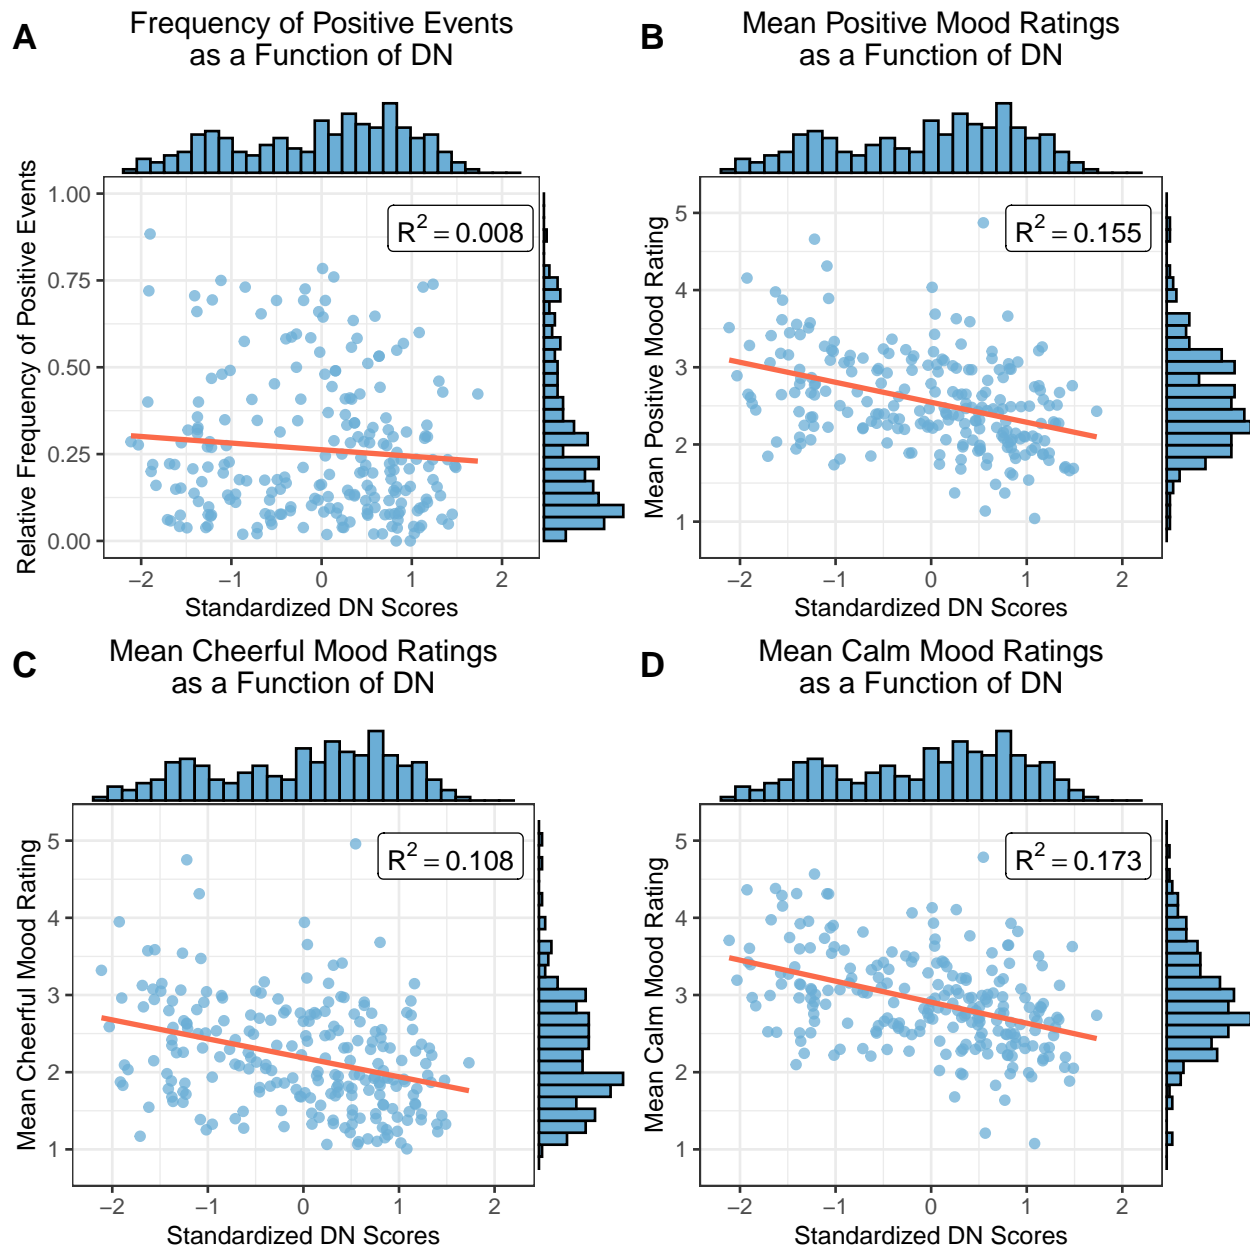 A
Frequency of Positive Events
as a Function of DN
R² = 0.008
Relative Frequency of Positive Events
1.00
0.75
0.50
0.25
0.00
−2 −1 0 1 2
Standardized DN Scores
B
Mean Positive Mood Ratings
as a Function of DN
R² = 0.155
Mean Positive Mood Rating
5
4
3
2
1
−2 −1 0 1 2
Standardized DN Scores
C
Mean Cheerful Mood Ratings
as a Function of DN
R² = 0.108
Mean Cheerful Mood Rating
5
4
3
2
1
−2 −1 0 1 2
Standardized DN Scores
D
Mean Calm Mood Ratings
as a Function of DN
R² = 0.173
Mean Calm Mood Rating
5
4
3
2
1
−2 −1 0 1 2
Standardized DN Scores